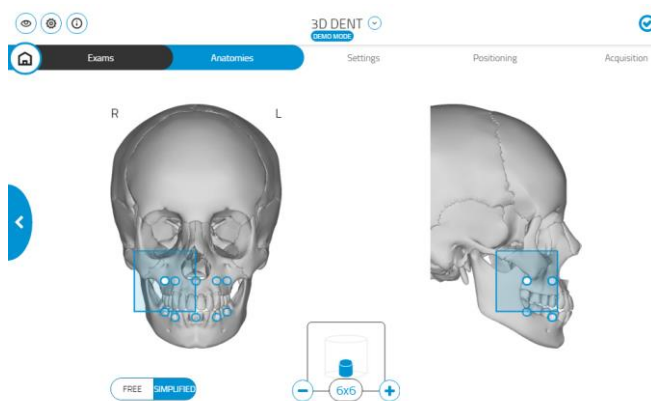 3D DENT
DEMO MODE
Exams
Anatomies
Settings
Positioning
Acquisition
R
L
FREE
SIMPLIFIED
6x6